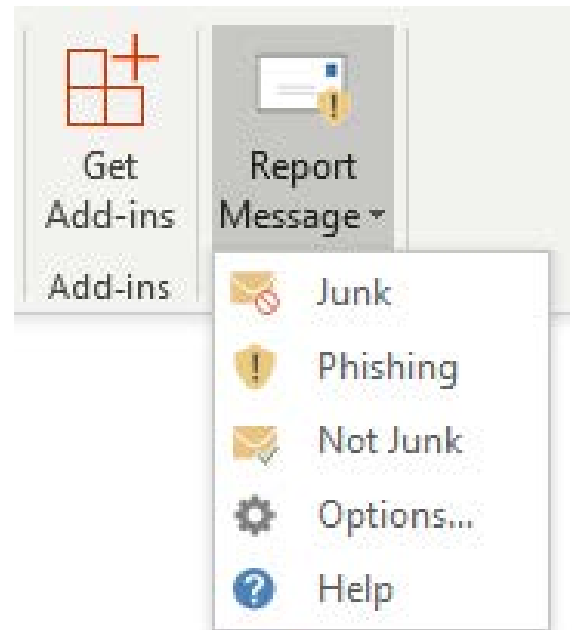 Get
Add-ins
Add-ins
Report
Message
Junk
Phishing
Not Junk
Options...
Help